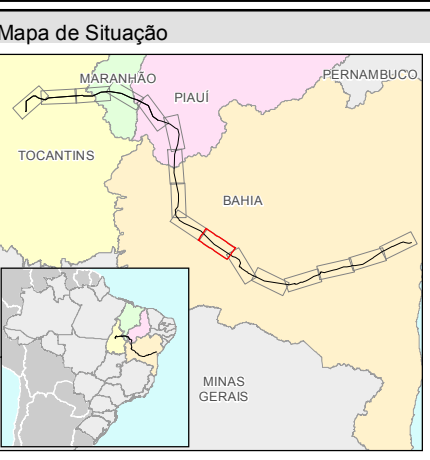 Mapa de Situação
MARANHÃO
PERNAMBUCO
PIAUÍ
TOCANTINS
BAHIA
MINAS
GERAIS